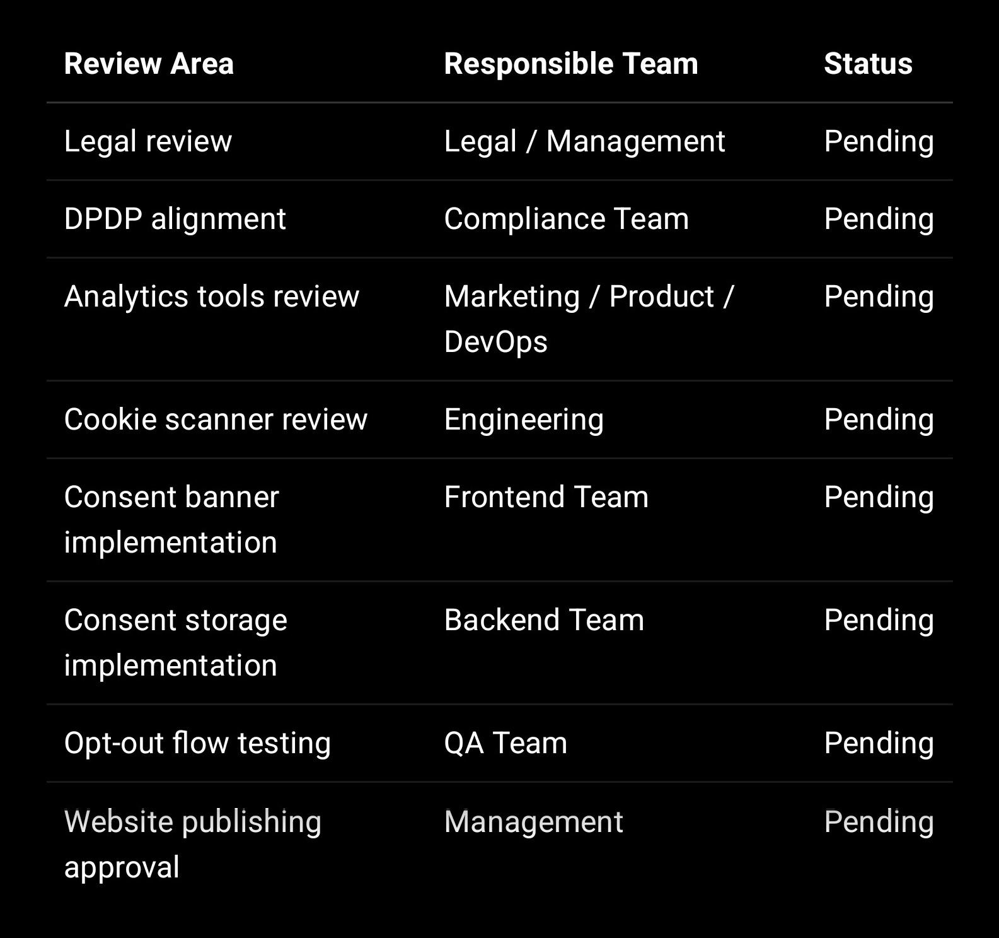 Review Area Responsible Team Status
Legal review Legal / Management Pending
DPDP alignment Compliance Team Pending
Analytics tools review Marketing / Product / Pending
DevOps
Cookie scanner review Engineering Pending
Consent banner Frontend Team Pending
implementation
Consent storage Backend Team Pending
implementation
Opt-out flow testing QA Team Pending
Website publishing Management Pending
approval